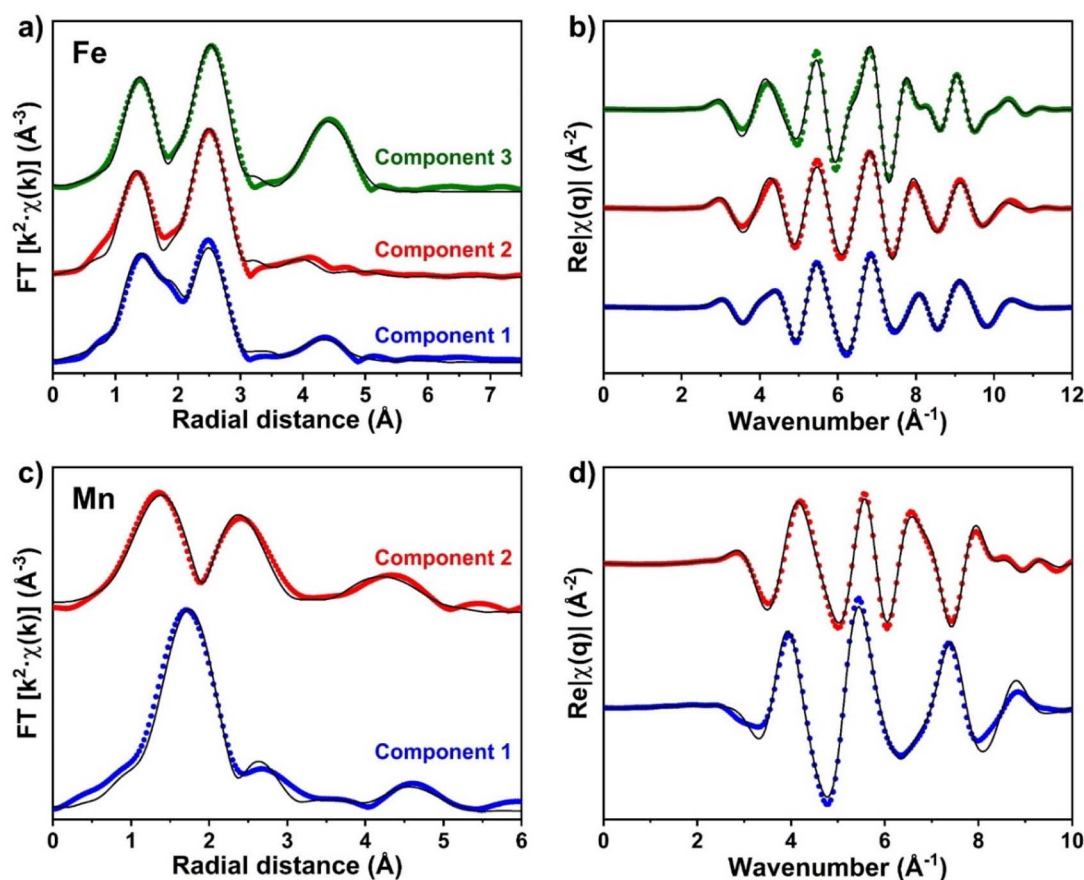 a)
Fe
FT [k²·χ(k)] (Å⁻³)
Component 3
Component 2
Component 1
0 1 2 3 4 5 6 7
Radial distance (Å)
b)
Re|χ(q)| (Å⁻²)
0 2 4 6 8 10 12
Wavenumber (Å⁻¹)
c)
Mn
FT [k²·χ(k)] (Å⁻³)
Component 2
Component 1
0 1 2 3 4 5 6
Radial distance (Å)
d)
Re|χ(q)| (Å⁻²)
0 2 4 6 8 10
Wavenumber (Å⁻¹)